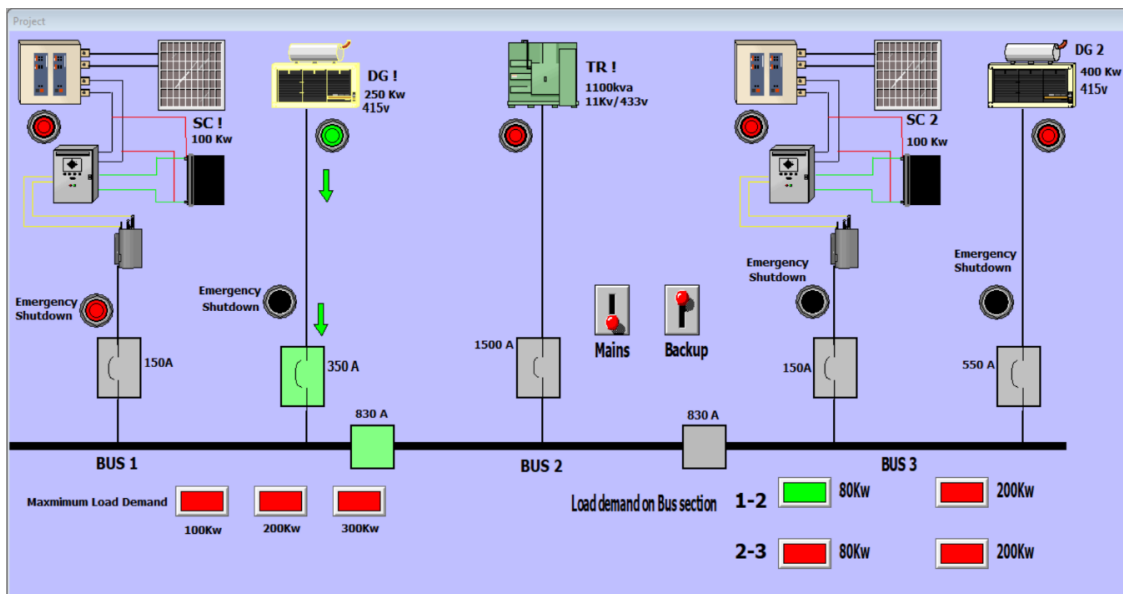 Project
SC !
100 Kw
DG !
250 Kw
415v
TR !
1100kva
11Kv/433v
SC 2
100 Kw
DG 2
400 Kw
415v
Emergency
Shutdown
Emergency
Shutdown
Emergency
Shutdown
Emergency
Shutdown
Mains
Backup
150A
350 A
1500 A
150A
550 A
830 A
830 A
BUS 1
BUS 2
BUS 3
Maxmimum Load Demand
100Kw
200Kw
300Kw
Load demand on Bus section
1-2
80Kw
200Kw
2-3
80Kw
200Kw